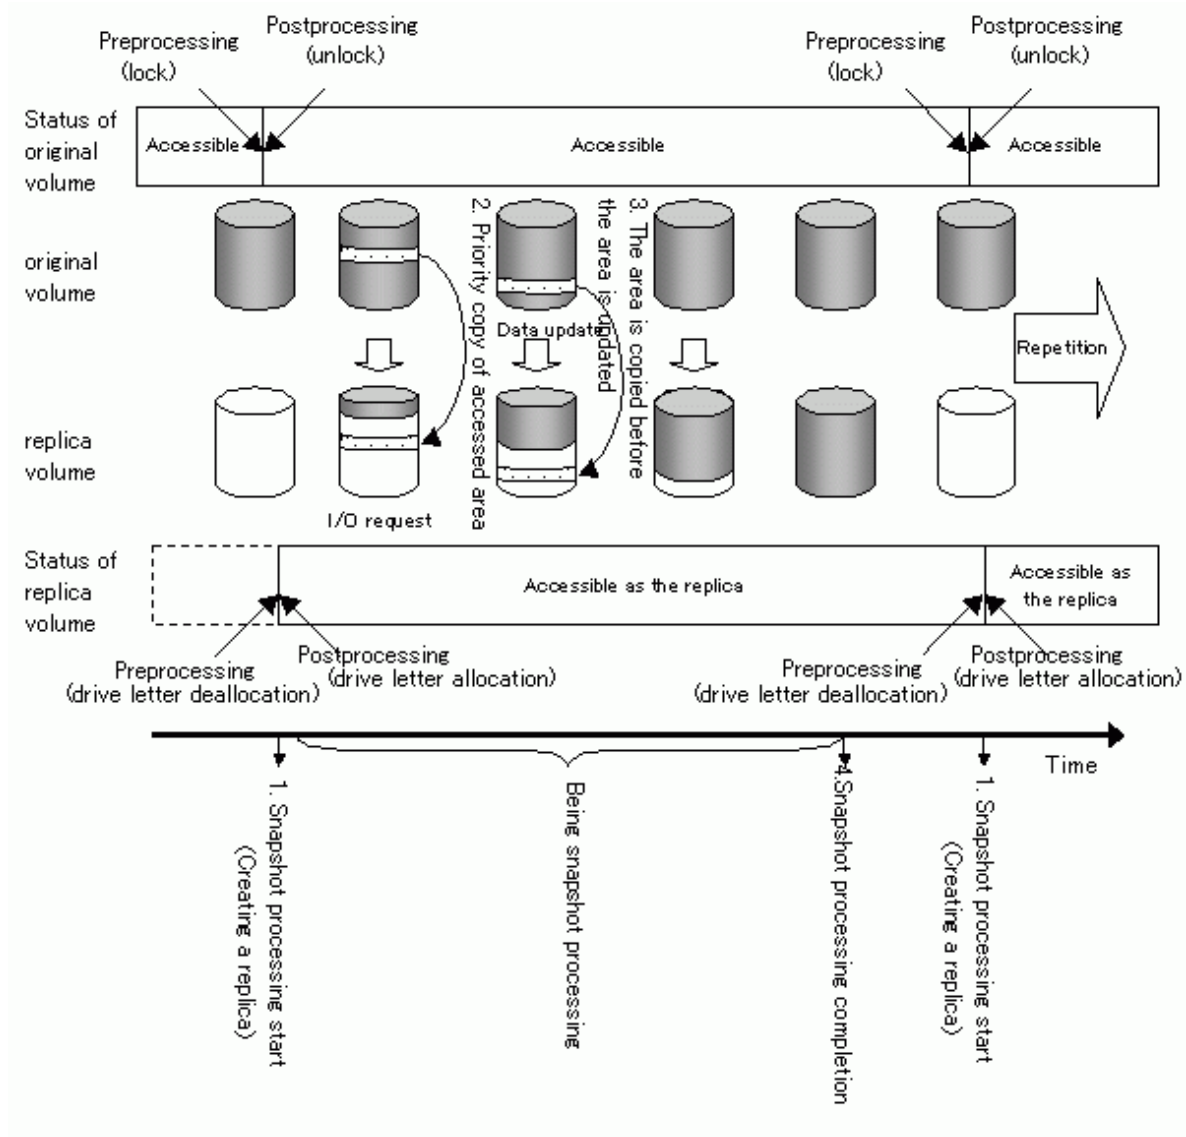 Preprocessing
(lock)
Postprocessing
(unlock)
Preprocessing
(lock)
Postprocessing
(unlock)
Status of
original
volume
Accessible
Accessible
Accessible
original
volume
2. Priority copy of accessed area
Data update
3. The area is copied before
the area is updated
Repetition
replica
volume
I/O request
Status of
replica
volume
Accessible as the replica
Accessible as
the replica
Preprocessing
(drive letter deallocation)
Postprocessing
(drive letter allocation)
Preprocessing
(drive letter deallocation)
Postprocessing
(drive letter allocation)
Time
1. Snapshot processing start
(Creating a replica)
Being snapshot processing
4.Snapshot processing completion
1. Snapshot processing start
(Creating a replica)